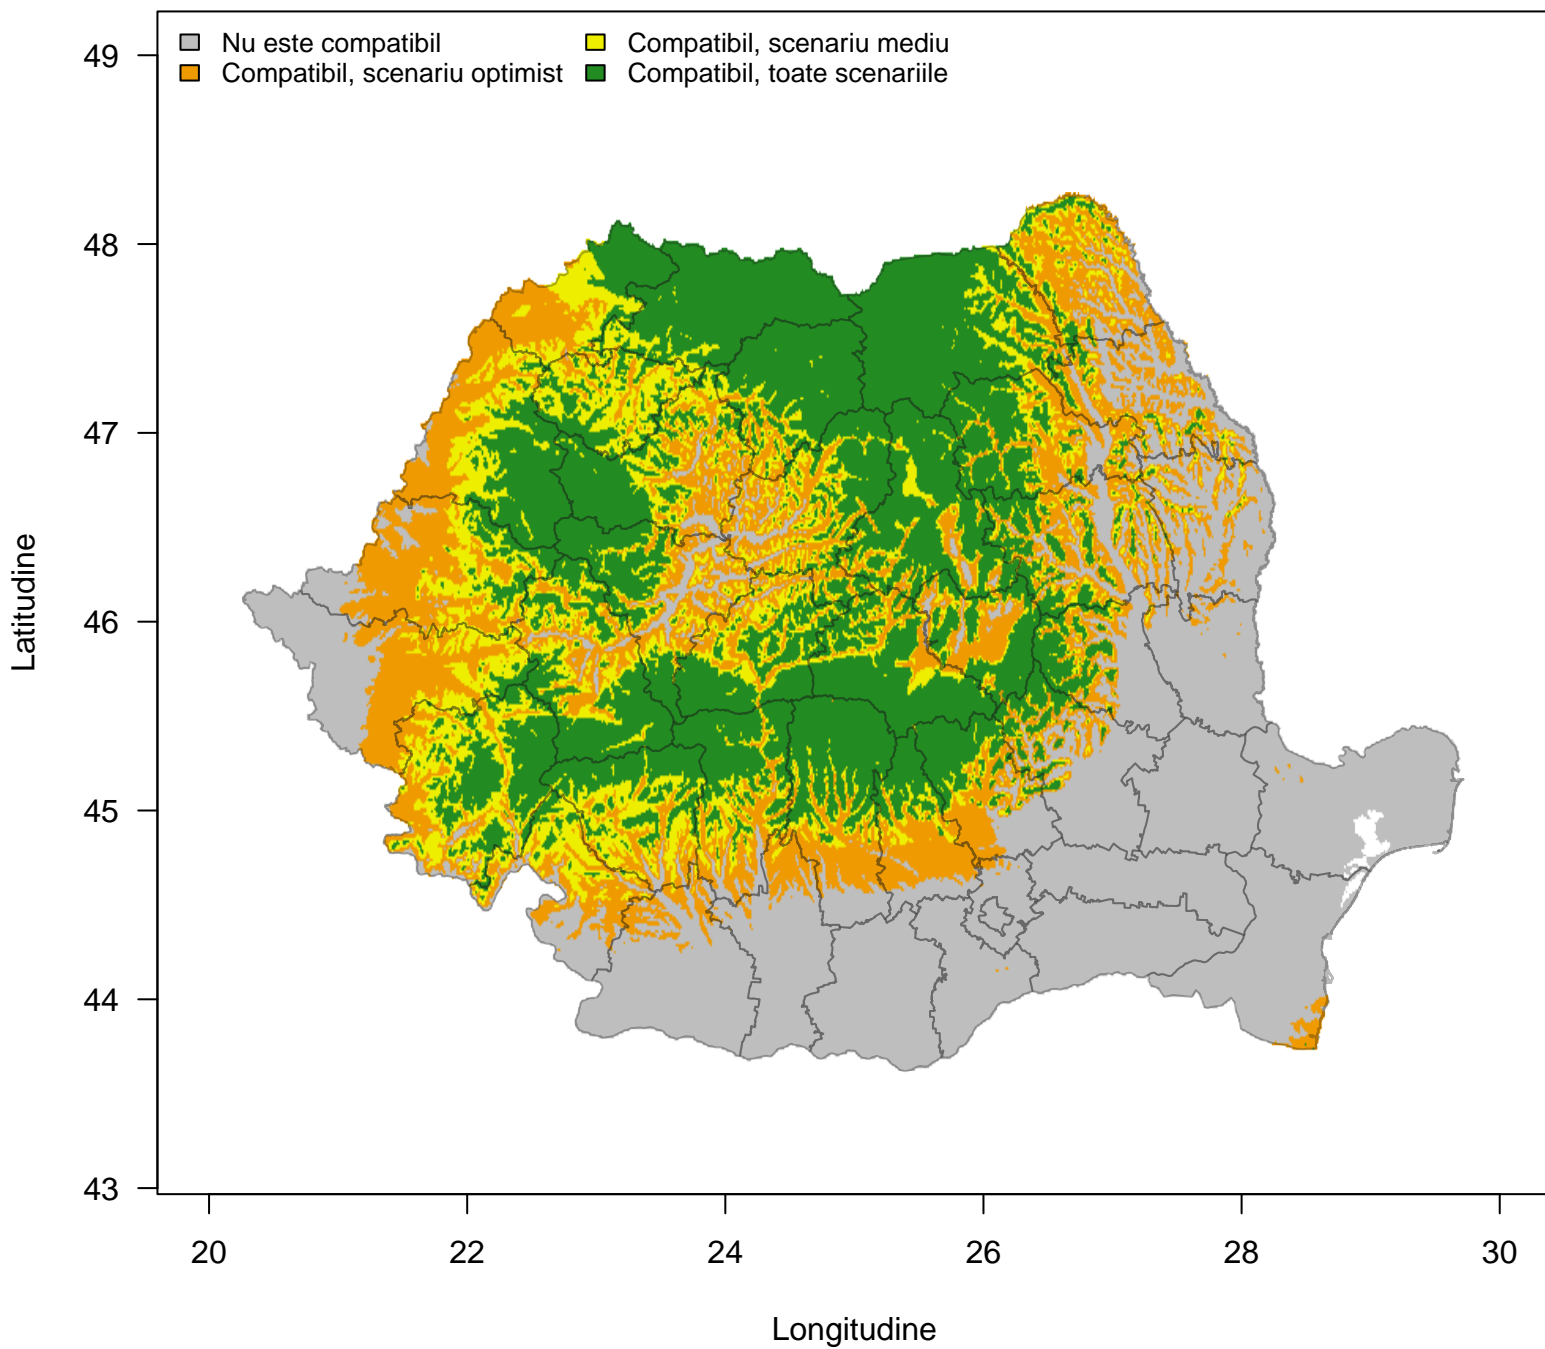 Nu este compatibil
Compatibil, scenariu optimist
Compatibil, scenariu mediu
Compatibil, toate scenariile
49
48
47
46
45
44
43
Latitudine
20 22 24 26 28 30
Longitudine